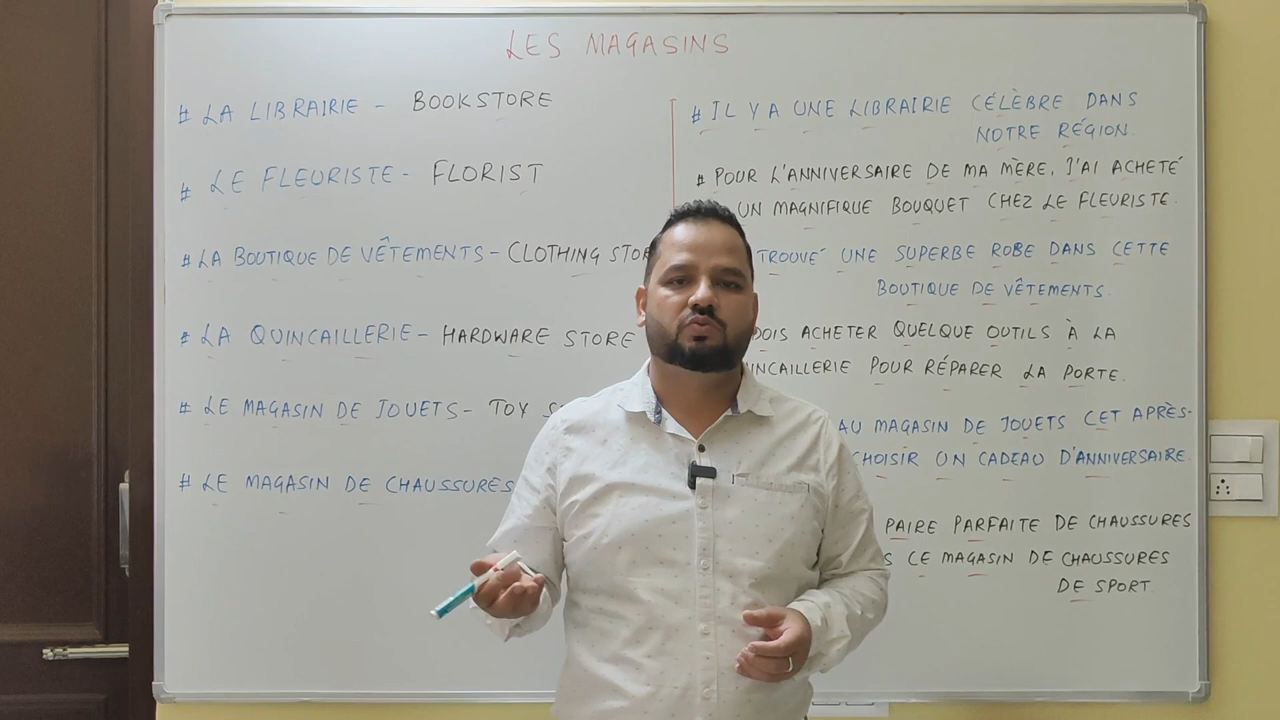 LES MAGASINS
# LA LIBRAIRIE - BOOKSTORE
# LE FLEURISTE - FLORIST
# LA BOUTIQUE DE VÊTEMENTS - CLOTHING
# LA QUINCAILLERIE - HARDWARE STORE
# LE MAGASIN DE JOUETS - TOY
# LE MAGASIN DE CHAUSSURES
# IL Y A UNE LIBRAIRIE CÉLÈBRE DANS
NOTRE RÉGION.
# POUR L'ANNIVERSAIRE DE MA MÈRE, J'AI ACHETÉ
UN MAGNIFIQUE BOUQUET CHEZ LE FLEURISTE.
TROUVÉ UNE SUPERBE ROBE DANS CETTE
BOUTIQUE DE VÊTEMENTS.
ACHETER QUELQUE OUTILS À LA
POUR RÉPARER LA PORTE.
AU MAGASIN DE JOUETS CET APRÈS-
UN CADEAU D'ANNIVERSAIRE.
PAIRE PARFAITE DE CHAUSSURES
CE MAGASIN DE CHAUSSURES
DE SPORT.